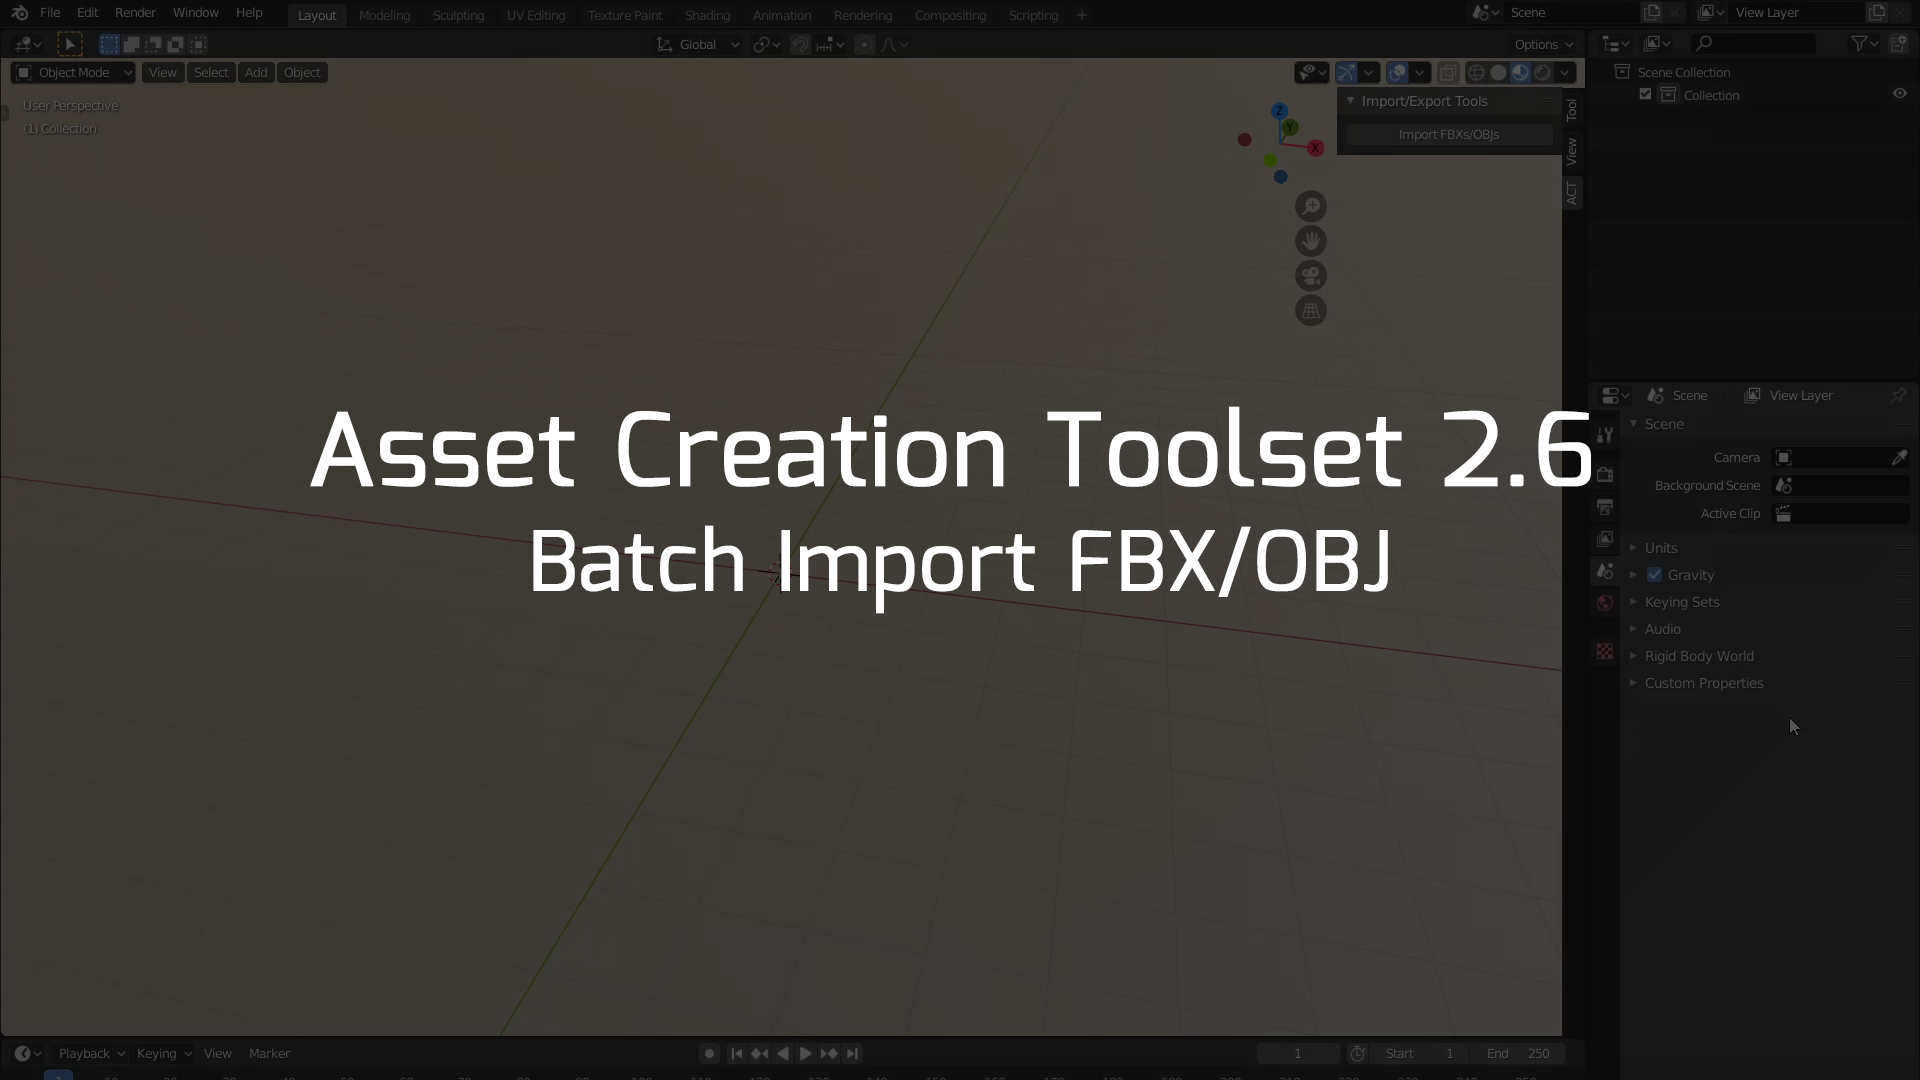 File Edit Render Window Help Layout Modeling Sculpting UV Editing Texture Paint Shading Animation Rendering Compositing Scripting + Scene View Layer
Global Options
Object Mode View Select Add Object
Scene Collection
Collection
User Perspective
(1) Collection
Import/Export Tools
Import FBXs/OBJs
Z
Y
X
Tool
View
ACT
Asset Creation Toolset 2.6
Batch Import FBX/OBJ
Scene View Layer
Scene
Camera
Background Scene
Active Clip
Units
Gravity
Keying Sets
Audio
Rigid Body World
Custom Properties
Playback Keying View Marker 1 Start 1 End 250